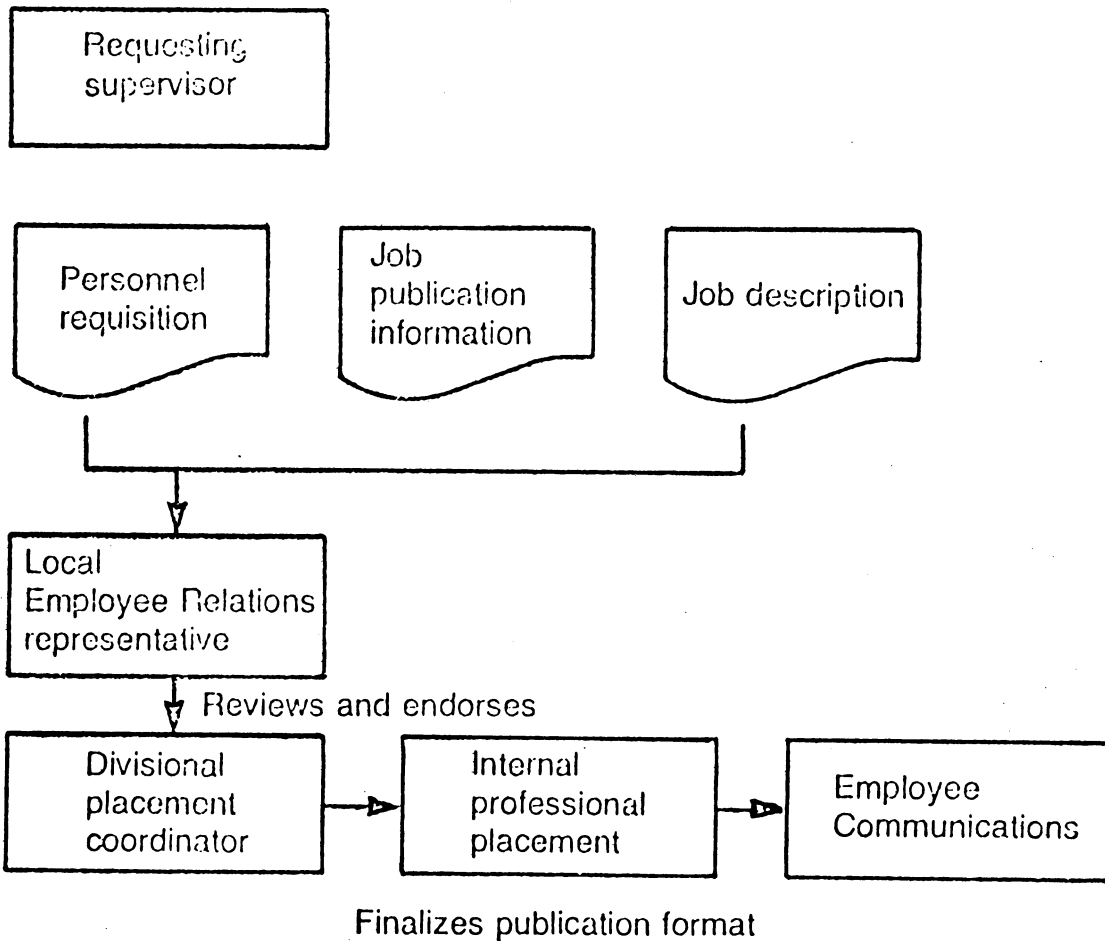 Requesting
supervisor
Personnel
requisition
Job
publication
information
Job description
Local
Employee Relations
representative
Reviews and endorses
Divisional
placement
coordinator
Internal
professional
placement
Employee
Communications
Finalizes publication format